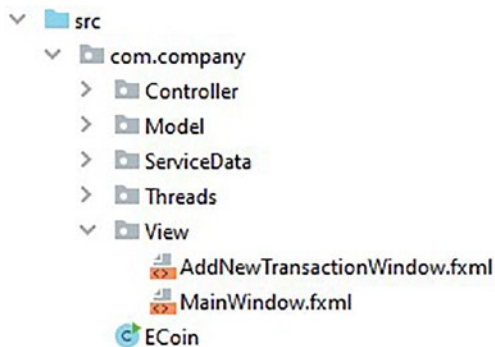 src
com.company
Controller
Model
ServiceData
Threads
View
AddNewTransactionWindow.fxml
MainWindow.fxml
ECoin